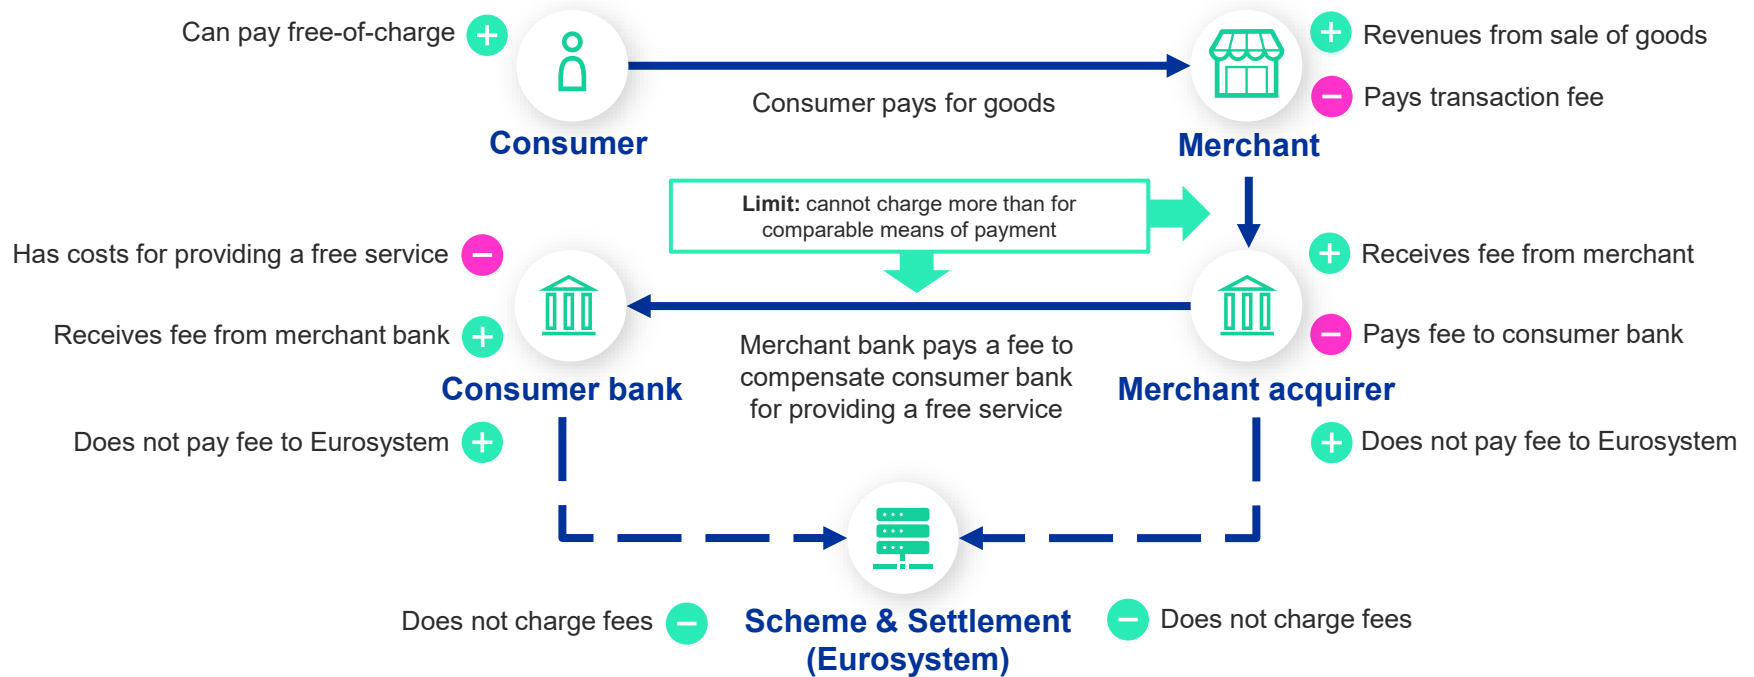 Can pay free-of-charge
Consumer
Consumer pays for goods
Merchant
Revenues from sale of goods
Pays transaction fee
Limit: cannot charge more than for
comparable means of payment
Has costs for providing a free service
Receives fee from merchant bank
Consumer bank
Does not pay fee to Eurosystem
Merchant bank pays a fee to
compensate consumer bank
for providing a free service
Receives fee from merchant
Pays fee to consumer bank
Merchant acquirer
Does not pay fee to Eurosystem
Does not charge fees
Scheme & Settlement
(Eurosystem)
Does not charge fees